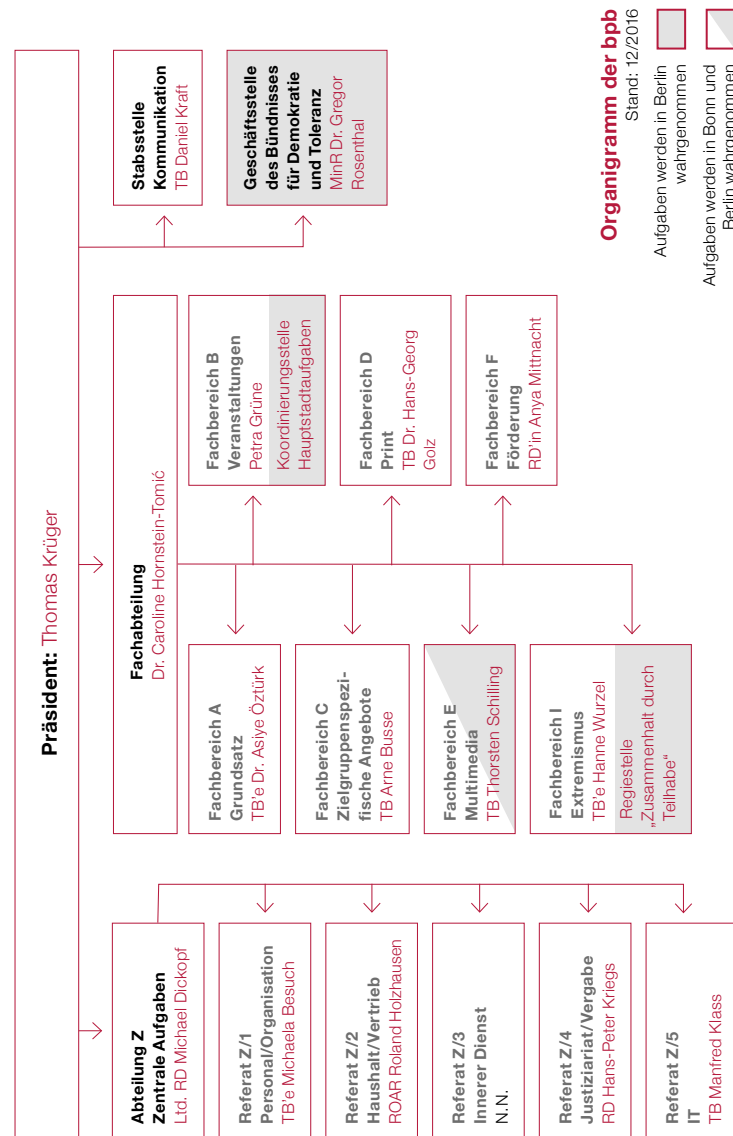 Präsident: Thomas Krüger
Abteilung Z
Zentrale Aufgaben
Ltd. RD Michael Dickopf
Referat Z/1
Personal/Organisation
TB'e Michaela Besuch
Referat Z/2
Haushalt/Vertrieb
ROAR Roland Holzhausen
Referat Z/3
Innerer Dienst
N.N.
Referat Z/4
Justiziariat/Vergabe
RD Hans-Peter Kriegs
Referat Z/5
IT
TB Manfred Klass
Fachabteilung
Dr. Caroline Hornstein-Tomić
Fachbereich A
Grundsatz
TB'e Dr. Asiye Öztürk
Fachbereich C
Zielgruppenspezi-
fische Angebote
TB Arne Busse
Fachbereich E
Multimedia
TB Thorsten Schilling
Fachbereich I
Extremismus
TB'e Hanne Wurzel
Regiestelle
„Zusammenhalt durch
Teilhabe“
Fachbereich B
Veranstaltungen
Petra Grüne
Koordinierungsstelle
Hauptstadtaufgaben
Fachbereich D
Print
TB Dr. Hans-Georg
Golz
Fachbereich F
Förderung
RD'in Anya Mittnacht
Stabsstelle
Kommunikation
TB Daniel Kraft
Geschäftsstelle
des Bündnisses
für Demokratie
und Toleranz
MinR Dr. Gregor
Rosenthal
Organigramm der bpb
Stand: 12/2016
Aufgaben werden in Berlin
wahrgenommen
Aufgaben werden in Bonn und
Berlin wahrgenommen